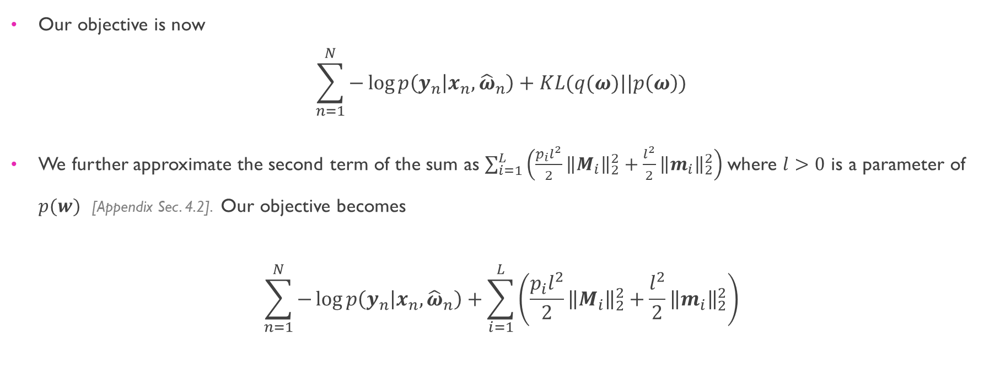 • Our objective is now
$$\sum_{n=1}^{N} -\log p(\boldsymbol{y}_n|\boldsymbol{x}_n, \widehat{\boldsymbol{\omega}}_n) + KL(q(\boldsymbol{\omega})||p(\boldsymbol{\omega}))$$
• We further approximate the second term of the sum as $\sum_{i=1}^{L} \left(\frac{p_i l^2}{2} ||\boldsymbol{M}_i||_2^2 + \frac{l^2}{2} ||\boldsymbol{m}_i||_2^2\right)$ where $l > 0$ is a parameter of
$p(\boldsymbol{w})$ [Appendix Sec. 4.2]. Our objective becomes
$$\sum_{n=1}^{N} -\log p(\boldsymbol{y}_n|\boldsymbol{x}_n, \widehat{\boldsymbol{\omega}}_n) + \sum_{i=1}^{L} \left(\frac{p_i l^2}{2} ||\boldsymbol{M}_i||_2^2 + \frac{l^2}{2} ||\boldsymbol{m}_i||_2^2\right)$$